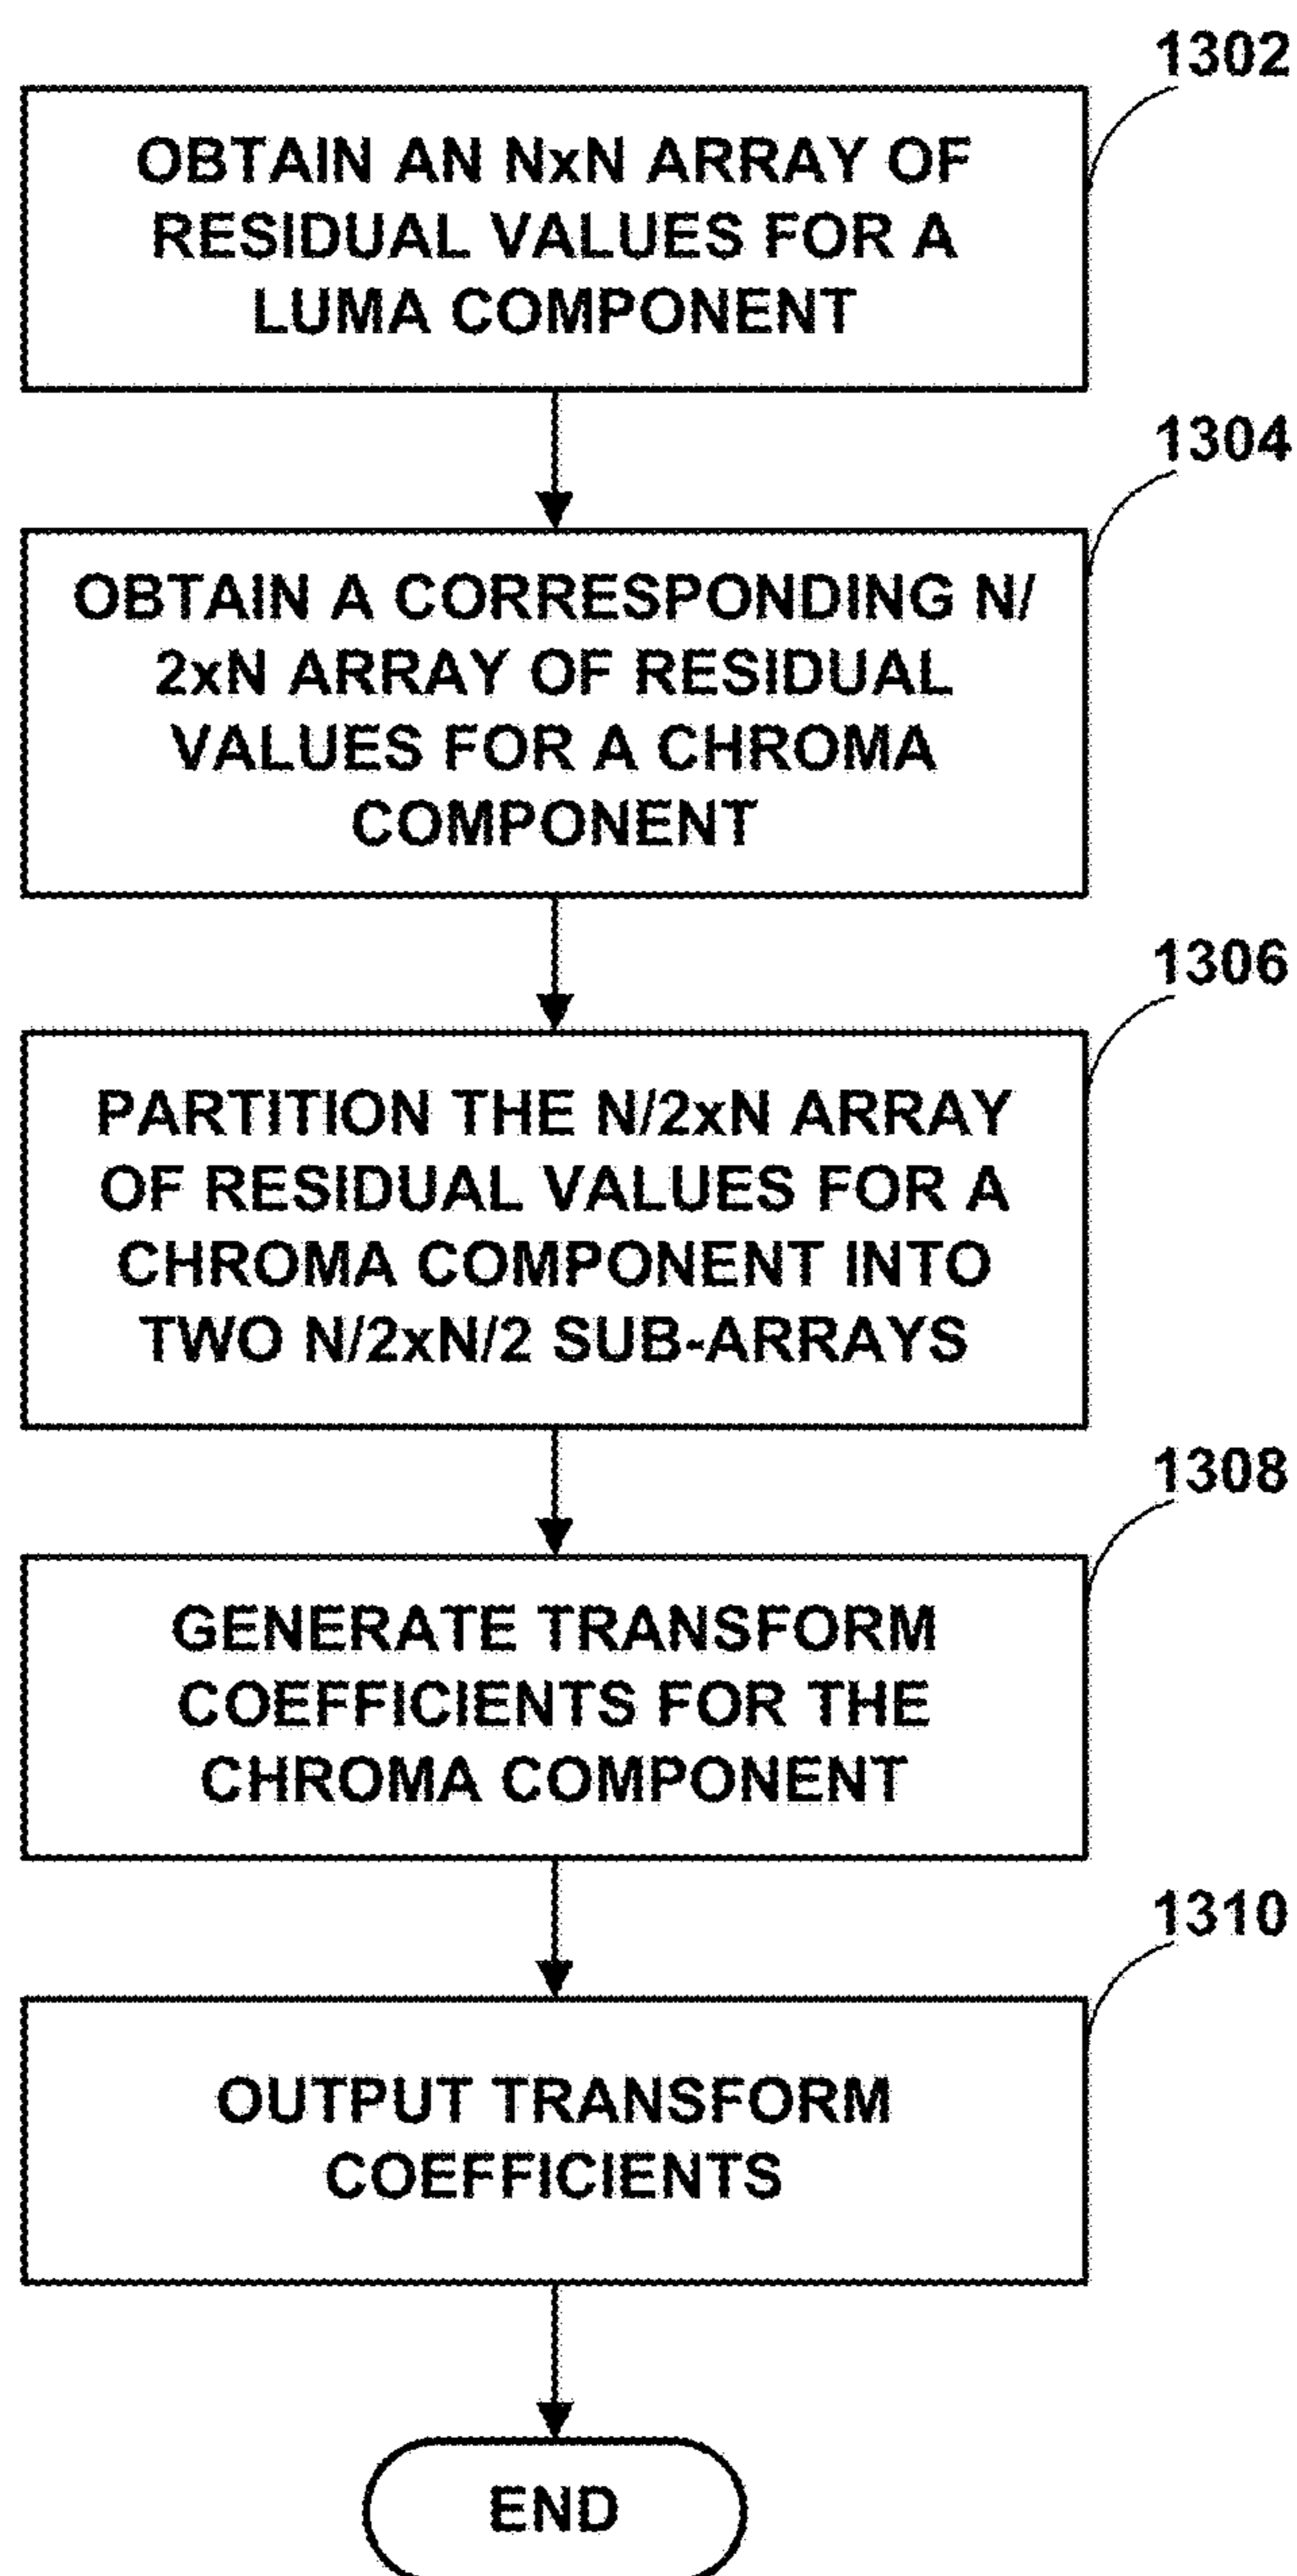 1302
OBTAIN AN NxN ARRAY OF
RESIDUAL VALUES FOR A
LUMA COMPONENT
1304
OBTAIN A CORRESPONDING N/
2xN ARRAY OF RESIDUAL
VALUES FOR A CHROMA
COMPONENT
1306
PARTITION THE N/2xN ARRAY
OF RESIDUAL VALUES FOR A
CHROMA COMPONENT INTO
TWO N/2xN/2 SUB-ARRAYS
1308
GENERATE TRANSFORM
COEFFICIENTS FOR THE
CHROMA COMPONENT
1310
OUTPUT TRANSFORM
COEFFICIENTS
END